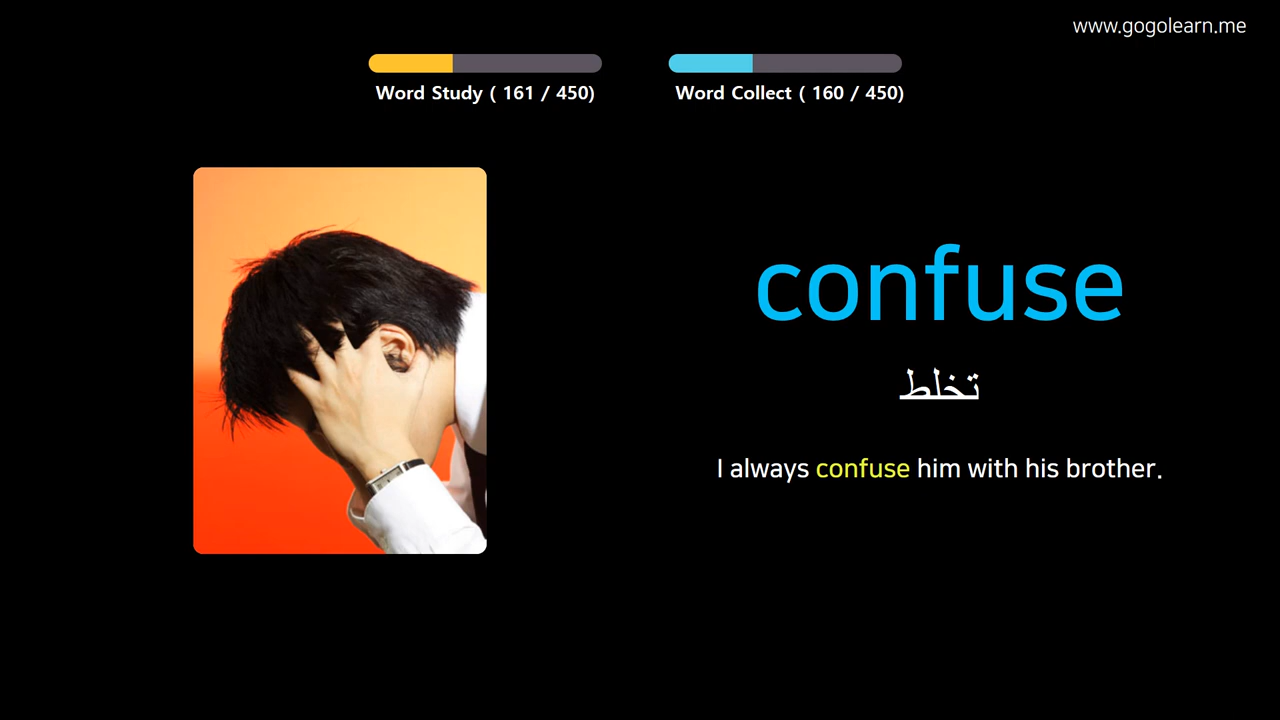 www.gogolearn.me
Word Study ( 161 / 450)
Word Collect ( 160 / 450)
confuse
تخلط
I always confuse him with his brother.